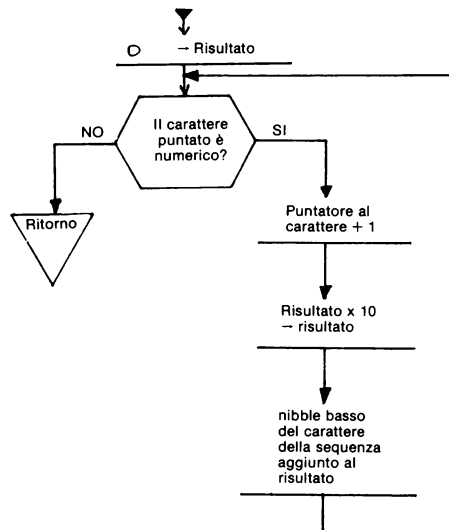 0 → Risultato
Il carattere
puntato è
numerico?
NO
SI
Ritorno
Puntatore al
carattere + 1
Risultato x 10
→ risultato
nibble basso
del carattere
della sequenza
aggiunto al
risultato